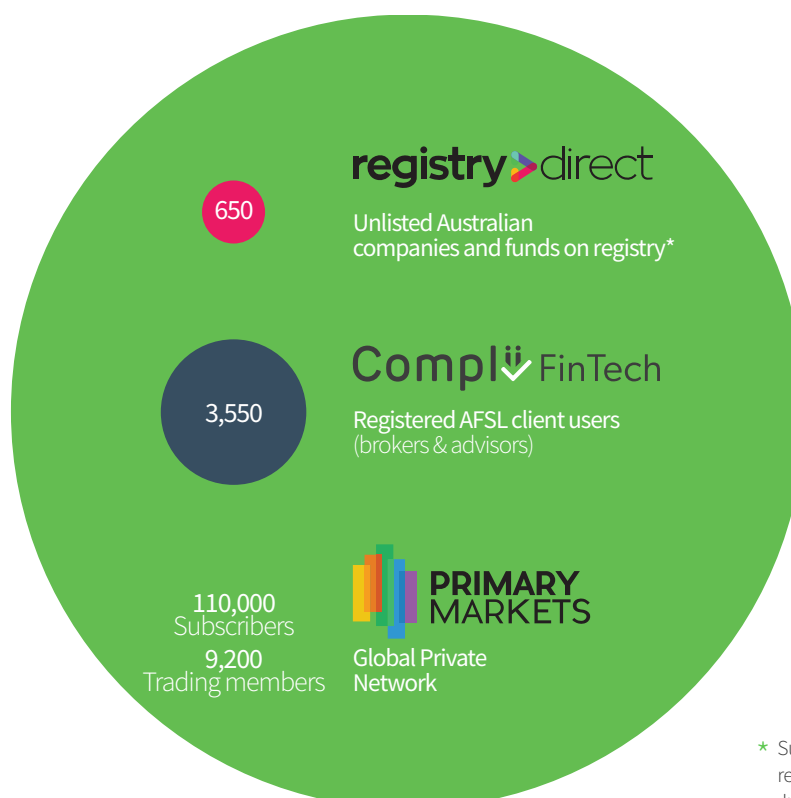 registry direct
650
Unlisted Australian
companies and funds on registry*
Complii FinTech
3,550
Registered AFSL client users
(brokers & advisors)
PRIMARY
MARKETS
110,000
Subscribers
9,200
Trading members
Global Private
Network
*